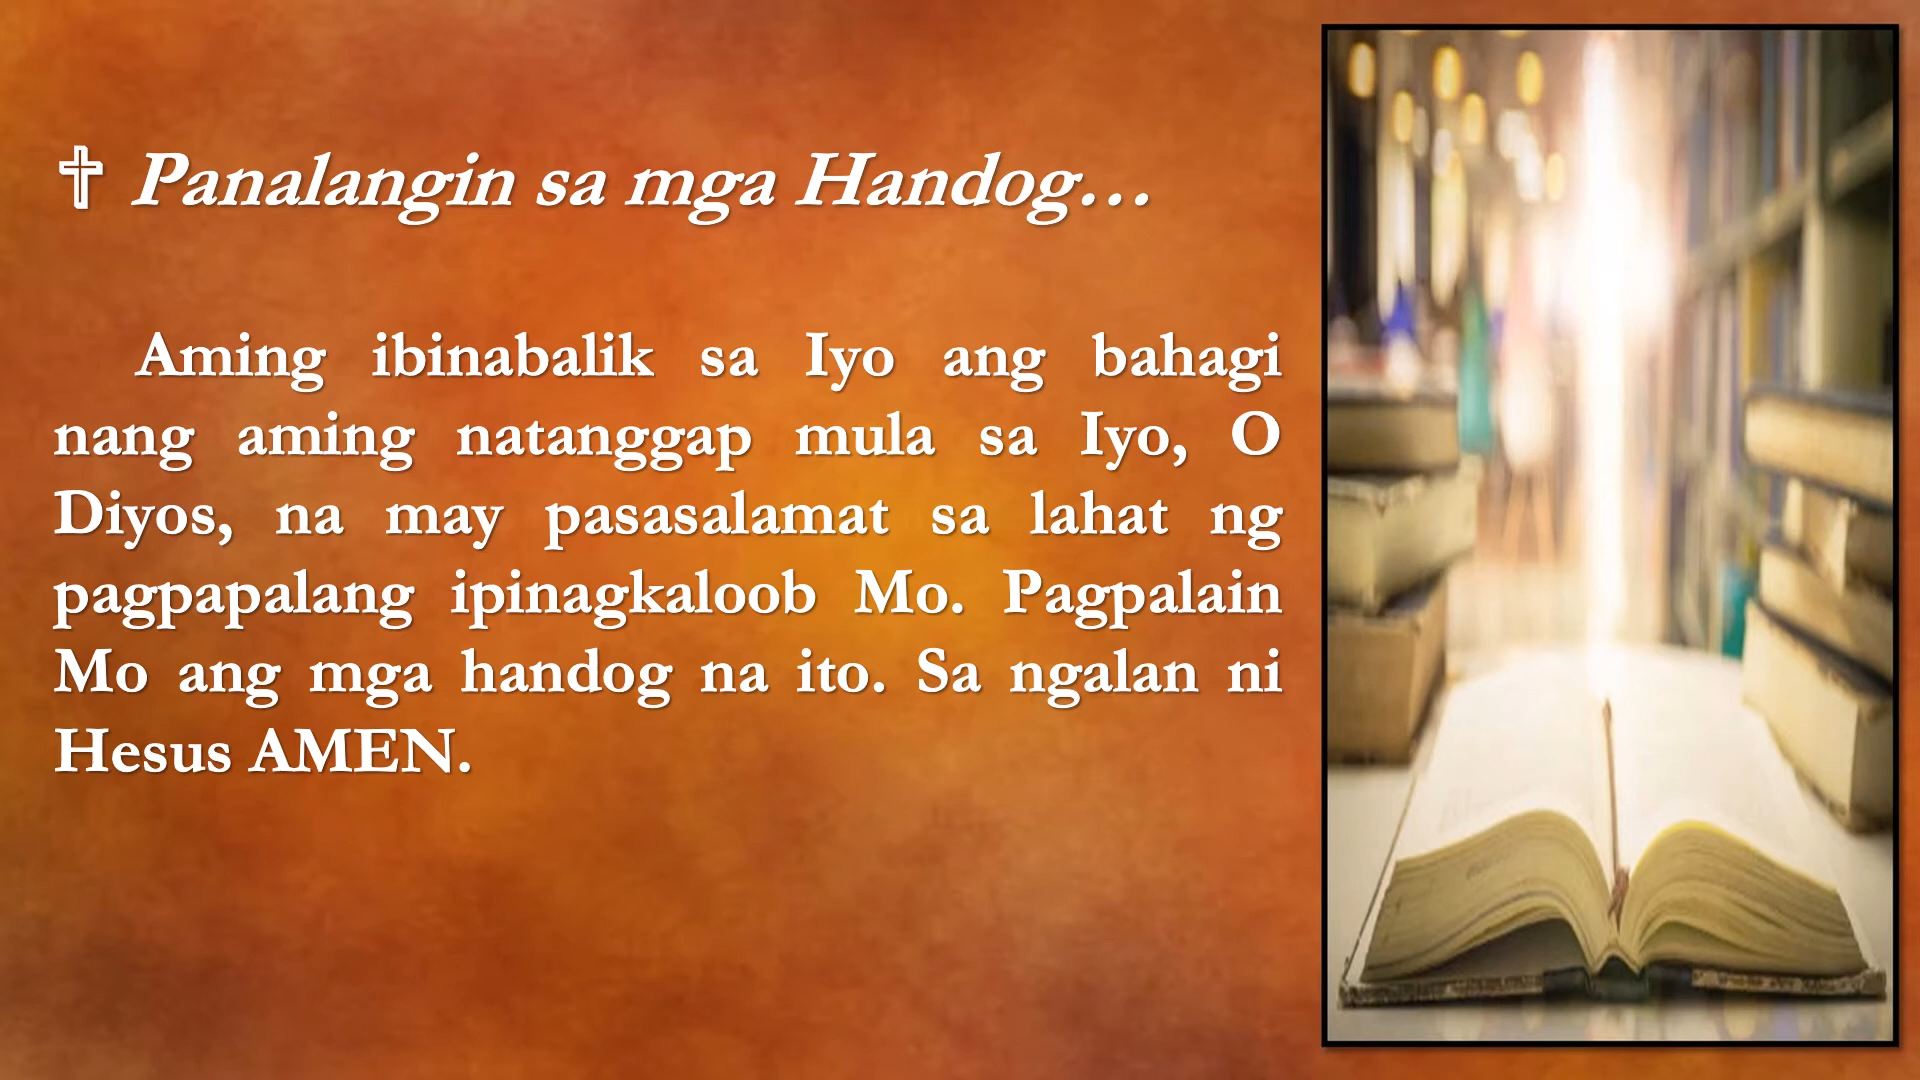 ✞ Panalangin sa mga Handog…
Aming ibinabalik sa Iyo ang bahagi
nang aming natanggap mula sa Iyo, O
Diyos, na may pasasalamat sa lahat ng
pagpapalang ipinagkaloob Mo. Pagpalain
Mo ang mga handog na ito. Sa ngalan ni
Hesus AMEN.